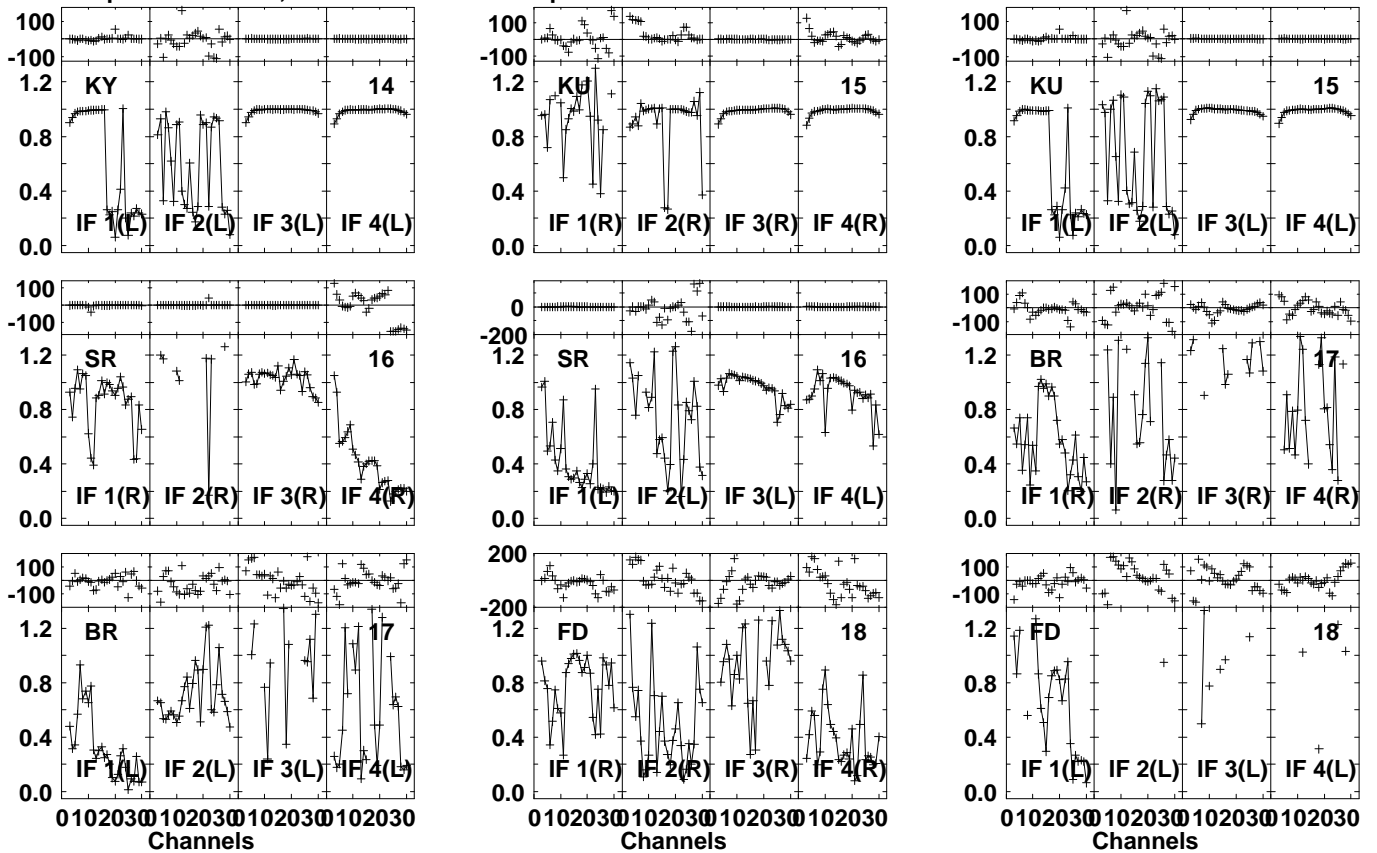 100
-100
KY 14
1.2
0.8
0.4
0.0
IF 1(L) IF 2(L) IF 3(L) IF 4(L)
100
-100
KU 15
1.2
0.8
0.4
0.0
IF 1(R) IF 2(R) IF 3(R) IF 4(R)
100
-100
KU 15
1.2
0.8
0.4
0.0
IF 1(L) IF 2(L) IF 3(L) IF 4(L)
100
-100
SR 16
1.2
0.8
0.4
0.0
IF 1(R) IF 2(R) IF 3(R) IF 4(R)
0
-200
SR 16
1.2
0.8
0.4
0.0
IF 1(L) IF 2(L) IF 3(L) IF 4(L)
100
-100
BR 17
1.2
0.8
0.4
0.0
IF 1(R) IF 2(R) IF 3(R) IF 4(R)
100
-100
BR 17
1.2
0.8
0.4
0.0
IF 1(L) IF 2(L) IF 3(L) IF 4(L)
0102030 0102030 0102030 0102030
Channels
200
0
-200
FD 18
1.2
0.8
0.4
0.0
IF 1(R) IF 2(R) IF 3(R) IF 4(R)
0102030 0102030 0102030 0102030
Channels
100
-100
FD 18
1.2
0.8
0.4
0.0
IF 1(L) IF 2(L) IF 3(L) IF 4(L)
0102030 0102030 0102030 0102030
Channels